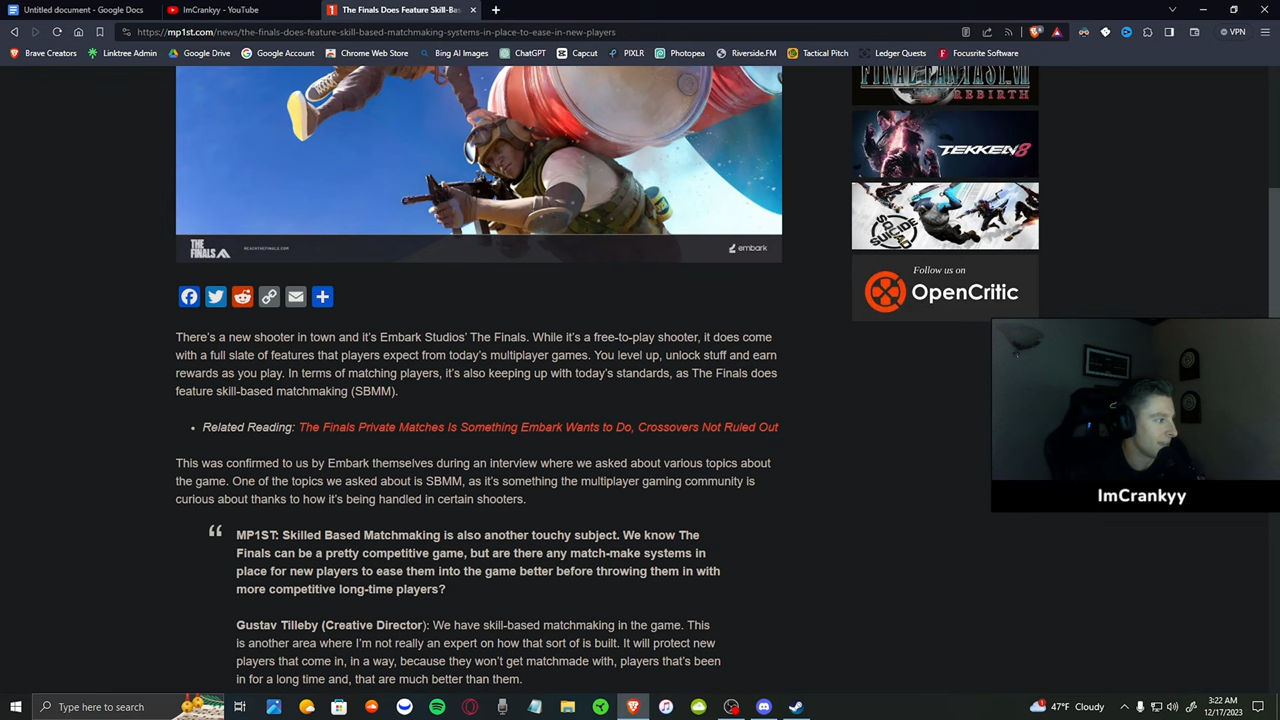 Untitled document - Google Docs
ImCrankyy - YouTube
The Finals Does Feature Skill-Bas
https://mp1st.com/news/the-finals-does-feature-skill-based-matchmaking-systems-in-place-to-ease-in-new-players
VPN
Brave Creators
Linktree Admin
Google Drive
Google Account
Chrome Web Store
Bing AI Images
ChatGPT
Capcut
PIXLR
Photopea
Riverside.FM
Tactical Pitch
Ledger Quests
Focusrite Software
FINAL FANTASY VII
REBIRTH
TEKKEN 8
SUICIDE SQUAD
THE FINALS
REACHTHEFINALS.COM
embark
Follow us on
OpenCritic
There's a new shooter in town and it's Embark Studios' The Finals. While it's a free-to-play shooter, it does come
with a full slate of features that players expect from today's multiplayer games. You level up, unlock stuff and earn
rewards as you play. In terms of matching players, it's also keeping up with today's standards, as The Finals does
feature skill-based matchmaking (SBMM).
• Related Reading: The Finals Private Matches Is Something Embark Wants to Do, Crossovers Not Ruled Out
This was confirmed to us by Embark themselves during an interview where we asked about various topics about
the game. One of the topics we asked about is SBMM, as it's something the multiplayer gaming community is
curious about thanks to how it's being handled in certain shooters.
“
MP1ST: Skilled Based Matchmaking is also another touchy subject. We know The
Finals can be a pretty competitive game, but are there any match-make systems in
place for new players to ease them into the game better before throwing them in with
more competitive long-time players?
Gustav Tilleby (Creative Director): We have skill-based matchmaking in the game. This
is another area where I'm not really an expert on how that sort of is built. It will protect new
players that come in, in a way, because they won't get matchmade with, players that's been
in for a long time and, that are much better than them.
ImCrankyy
Type here to search
47°F Cloudy
3:22 AM
12/17/2023